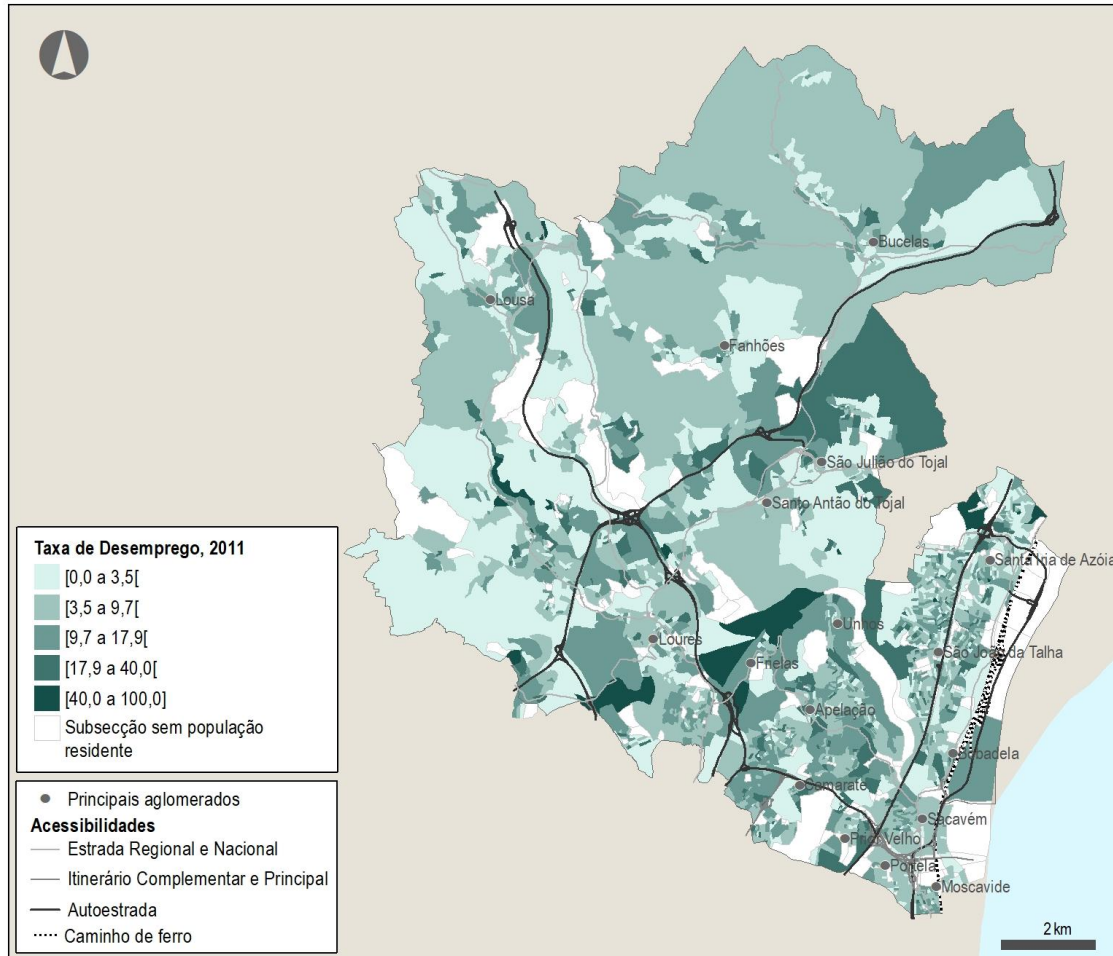 Bucelas
Lousa
Fanhões
São Julião do Tojal
Santo Antão do Tojal
Santa Iria de Azóia
Unhos
Loures
São João da Talha
Frielas
Apelação
Bobadela
Camarate
Sacavém
Prior Velho
Portela
Moscavide
Taxa de Desemprego, 2011
[0,0 a 3,5[
[3,5 a 9,7[
[9,7 a 17,9[
[17,9 a 40,0[
[40,0 a 100,0]
Subsecção sem população
residente
Principais aglomerados
Acessibilidades
Estrada Regional e Nacional
Itinerário Complementar e Principal
Autoestrada
Caminho de ferro
2 km